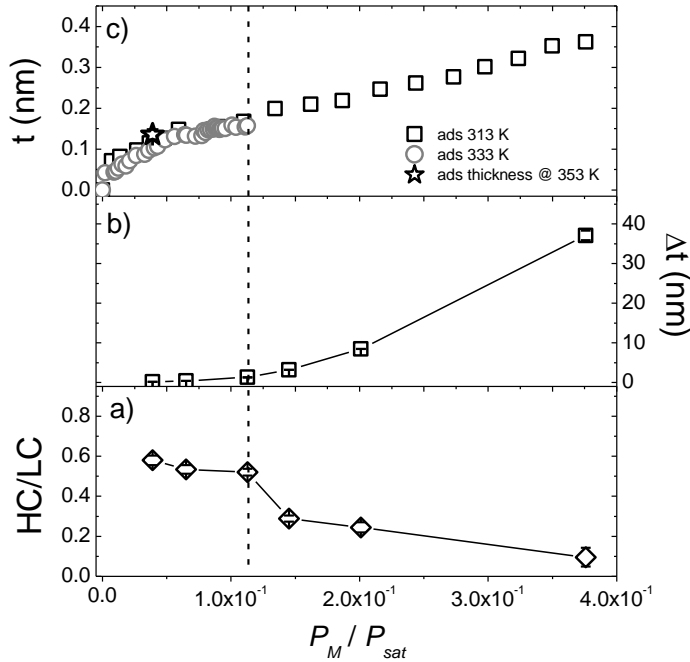 c)
t (nm)
0.4
0.3
0.2
0.1
0.0
ads 313 K
ads 333 K
ads thickness @ 353 K
b)
Δt (nm)
40
30
20
10
0
a)
HC/LC
0.8
0.6
0.4
0.2
0.0
0.0 1.0x10⁻¹ 2.0x10⁻¹ 3.0x10⁻¹ 4.0x10⁻¹
P_M / P_sat